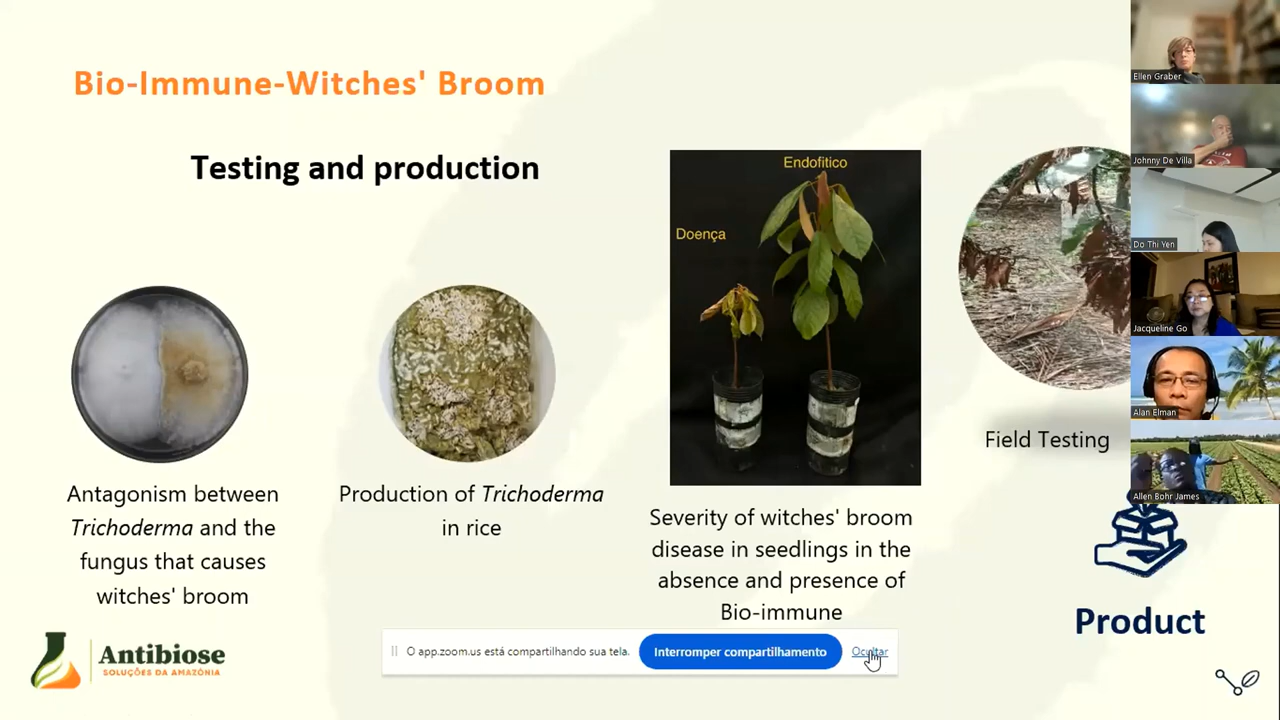 Bio-Immune-Witches' Broom
Testing and production
Endofitico
Doença
Antagonism between
Trichoderma and the
fungus that causes
witches' broom
Production of Trichoderma
in rice
Severity of witches' broom
disease in seedlings in the
absence and presence of
Bio-immune
Field Testing
Product
Antibiose
SOLUÇÕES DA AMAZÔNIA
O app.zoom.us está compartilhando sua tela.
Interromper compartilhamento
Ocultar
Ellen Graber
Johnny De Villa
Do Thi Yen
Jacqueline Go
Alan Elman
Allen Bohr James